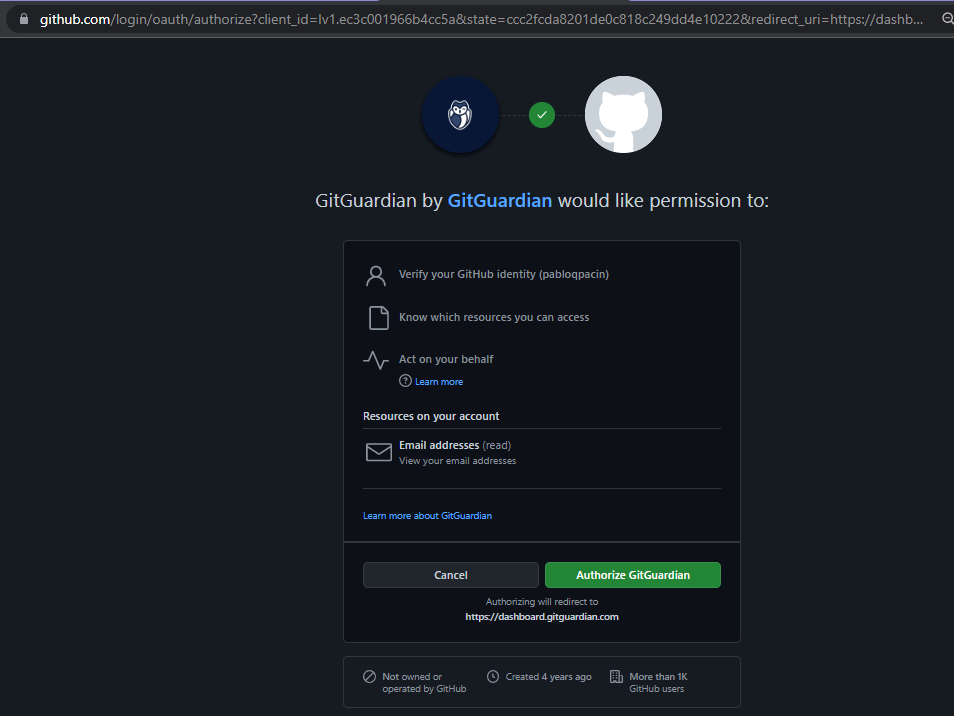 github.com/login/oauth/authorize?client_id=Iv1.ec3c001966b4cc5a&state=ccc2fcda8201de0c818c249dd4e10222&redirect_uri=https://dashb...
GitGuardian by GitGuardian would like permission to:
Verify your GitHub identity (pabloqpacin)
Know which resources you can access
Act on your behalf
Learn more
Resources on your account
Email addresses (read)
View your email addresses
Learn more about GitGuardian
Cancel
Authorize GitGuardian
Authorizing will redirect to
https://dashboard.gitguardian.com
Not owned or
operated by GitHub
Created 4 years ago
More than 1K
GitHub users